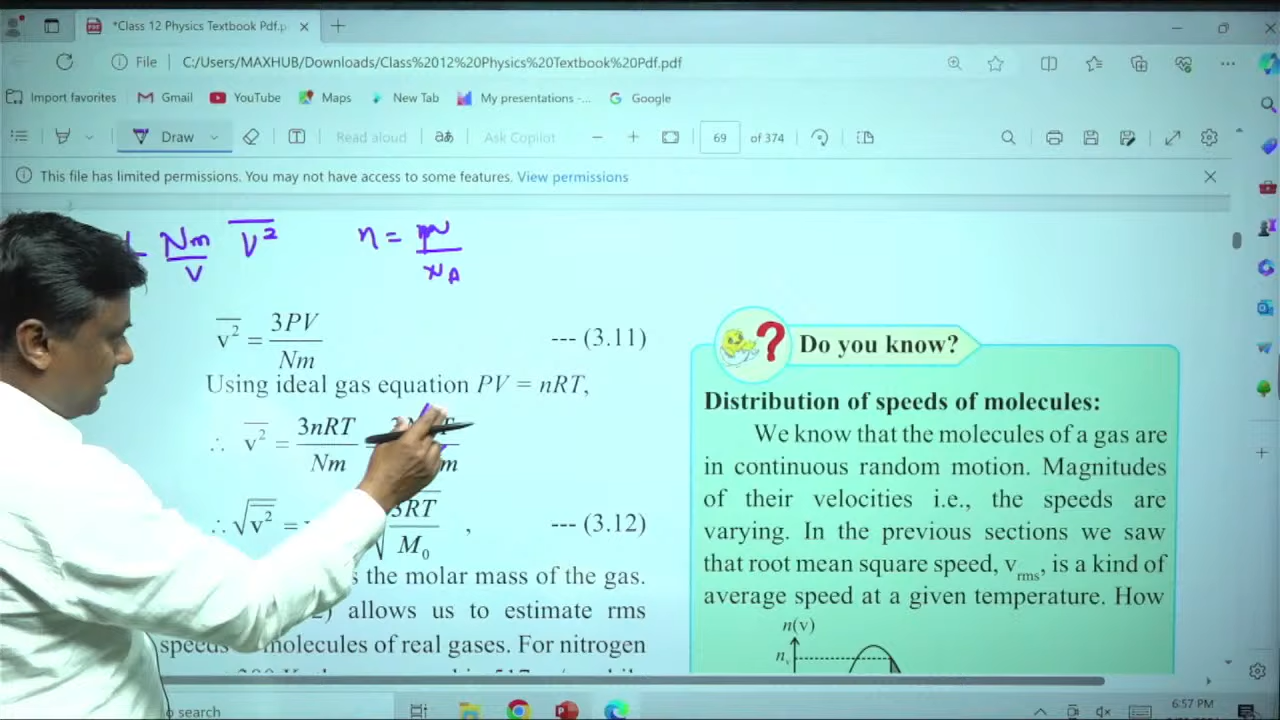 *Class 12 Physics Textbook Pdf.p
File C:/Users/MAXHUB/Downloads/Class%2012%20Physics%20Textbook%20Pdf.pdf
Import favorites Gmail YouTube Maps New Tab My presentations -... Google
Draw Read aloud aあ Ask Copilot 69 of 374
This file has limited permissions. You may not have access to some features. View permissions
Nm/V V² n = N/N_A
v² = 3PV/Nm --- (3.11)
Using ideal gas equation PV = nRT,
∴ v² = 3nRT/Nm =
∴ √v² = 3RT/M₀ , --- (3.12)
the molar mass of the gas.
allows us to estimate rms
speeds molecules of real gases. For nitrogen
Do you know?
Distribution of speeds of molecules:
We know that the molecules of a gas are
in continuous random motion. Magnitudes
of their velocities i.e., the speeds are
varying. In the previous sections we saw
that root mean square speed, vrms, is a kind of
average speed at a given temperature. How
n(v)
search
6:57 PM